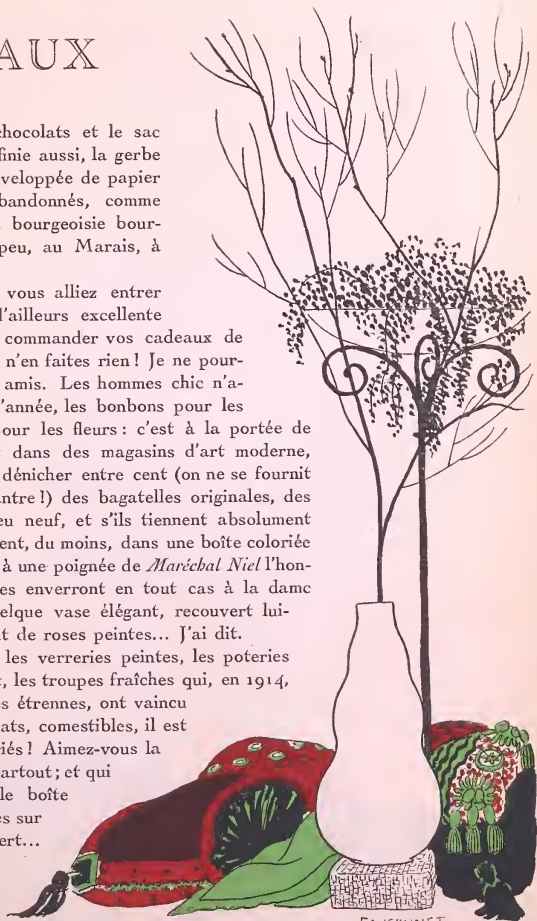 AUX
chocolats et le sac
finie aussi, la gerbe
veloppée de papier
bandonnés, comme
bourgeoisie bour-
peu, au Marais, à
vous alliez entrer
d'ailleurs excellente
commander vos cadeaux de
n'en faites rien ! Je ne pour-
amis. Les hommes chic n'a-
'année, les bonbons pour les
our les fleurs : c'est à la portée de
dans des magasins d'art moderne,
dénicher entre cent (on ne se fournit
antre !) des bagatelles originales, des
eu neuf, et s'ils tiennent absolument
ent, du moins, dans une boîte coloriée
à une poignée de Maréchal Niel l'hon-
es enverront en tout cas à la dame
elque vase élégant, recouvert lui-
t de roses peintes... J'ai dit.
les verreries peintes, les poteries
, les troupes fraîches qui, en 1914,
s étrennes, ont vaincu
ats, comestibles, il est
iés ! Aimez-vous la
artout ; et qui
le boîte
es sur
ert...